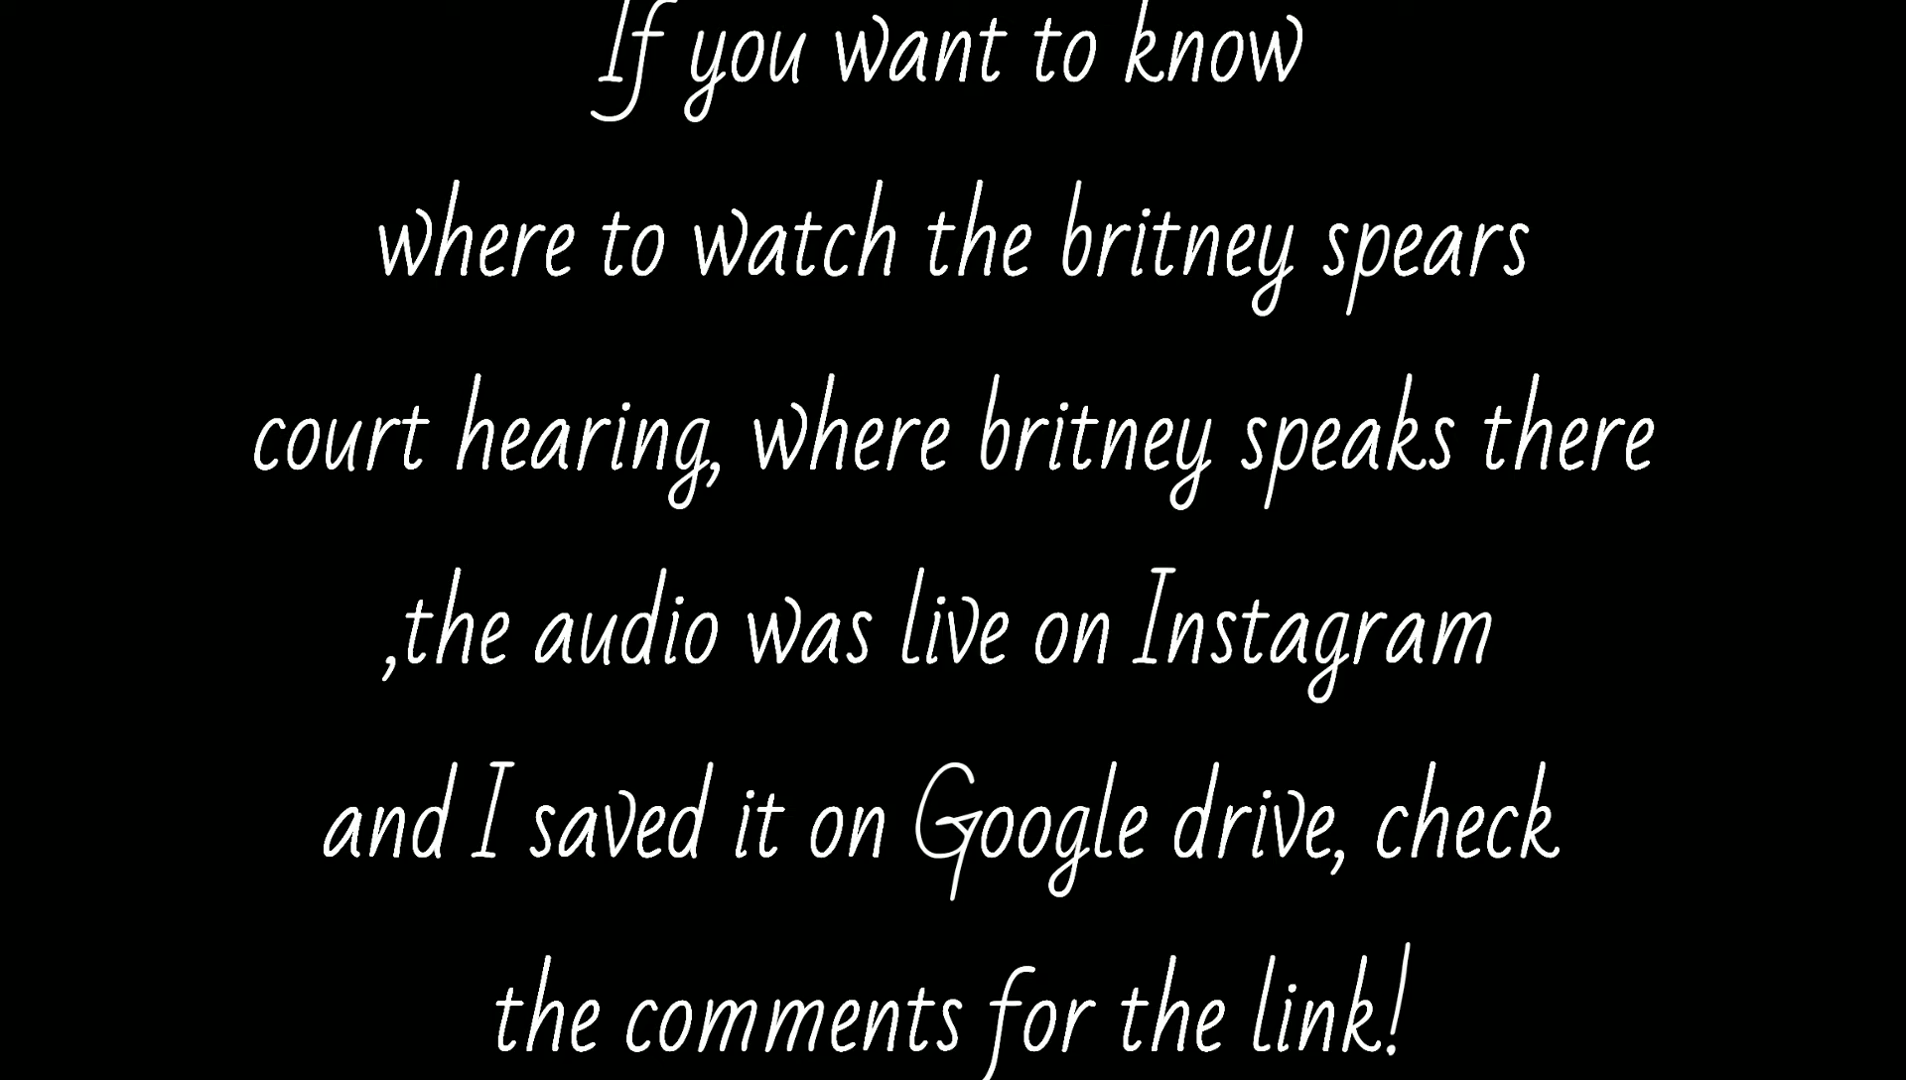 If you want to know
where to watch the britney spears
court hearing, where britney speaks there
,the audio was live on Instagram
and I saved it on Google drive, check
the comments for the link!